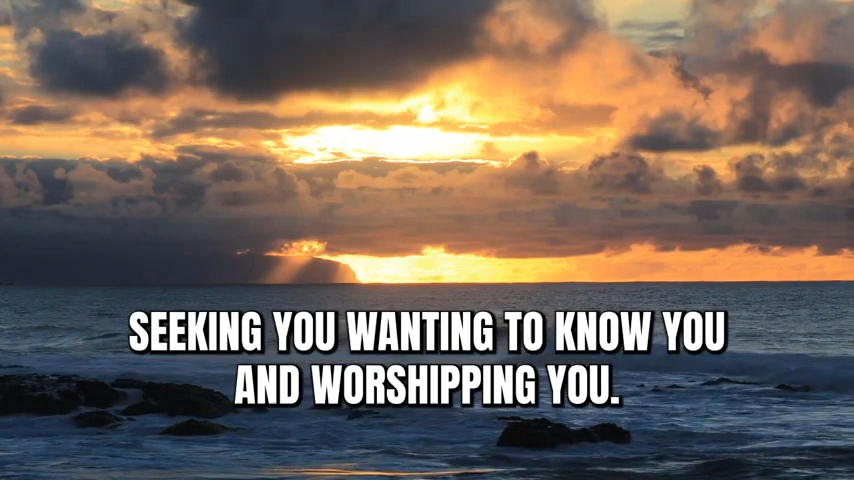 SEEKING YOU WANTING TO KNOW YOU
AND WORSHIPPING YOU.